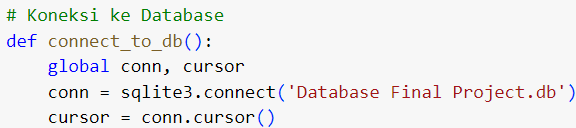 # Koneksi ke Database
def connect_to_db():
    global conn, cursor
    conn = sqlite3.connect('Database Final Project.db')
    cursor = conn.cursor()